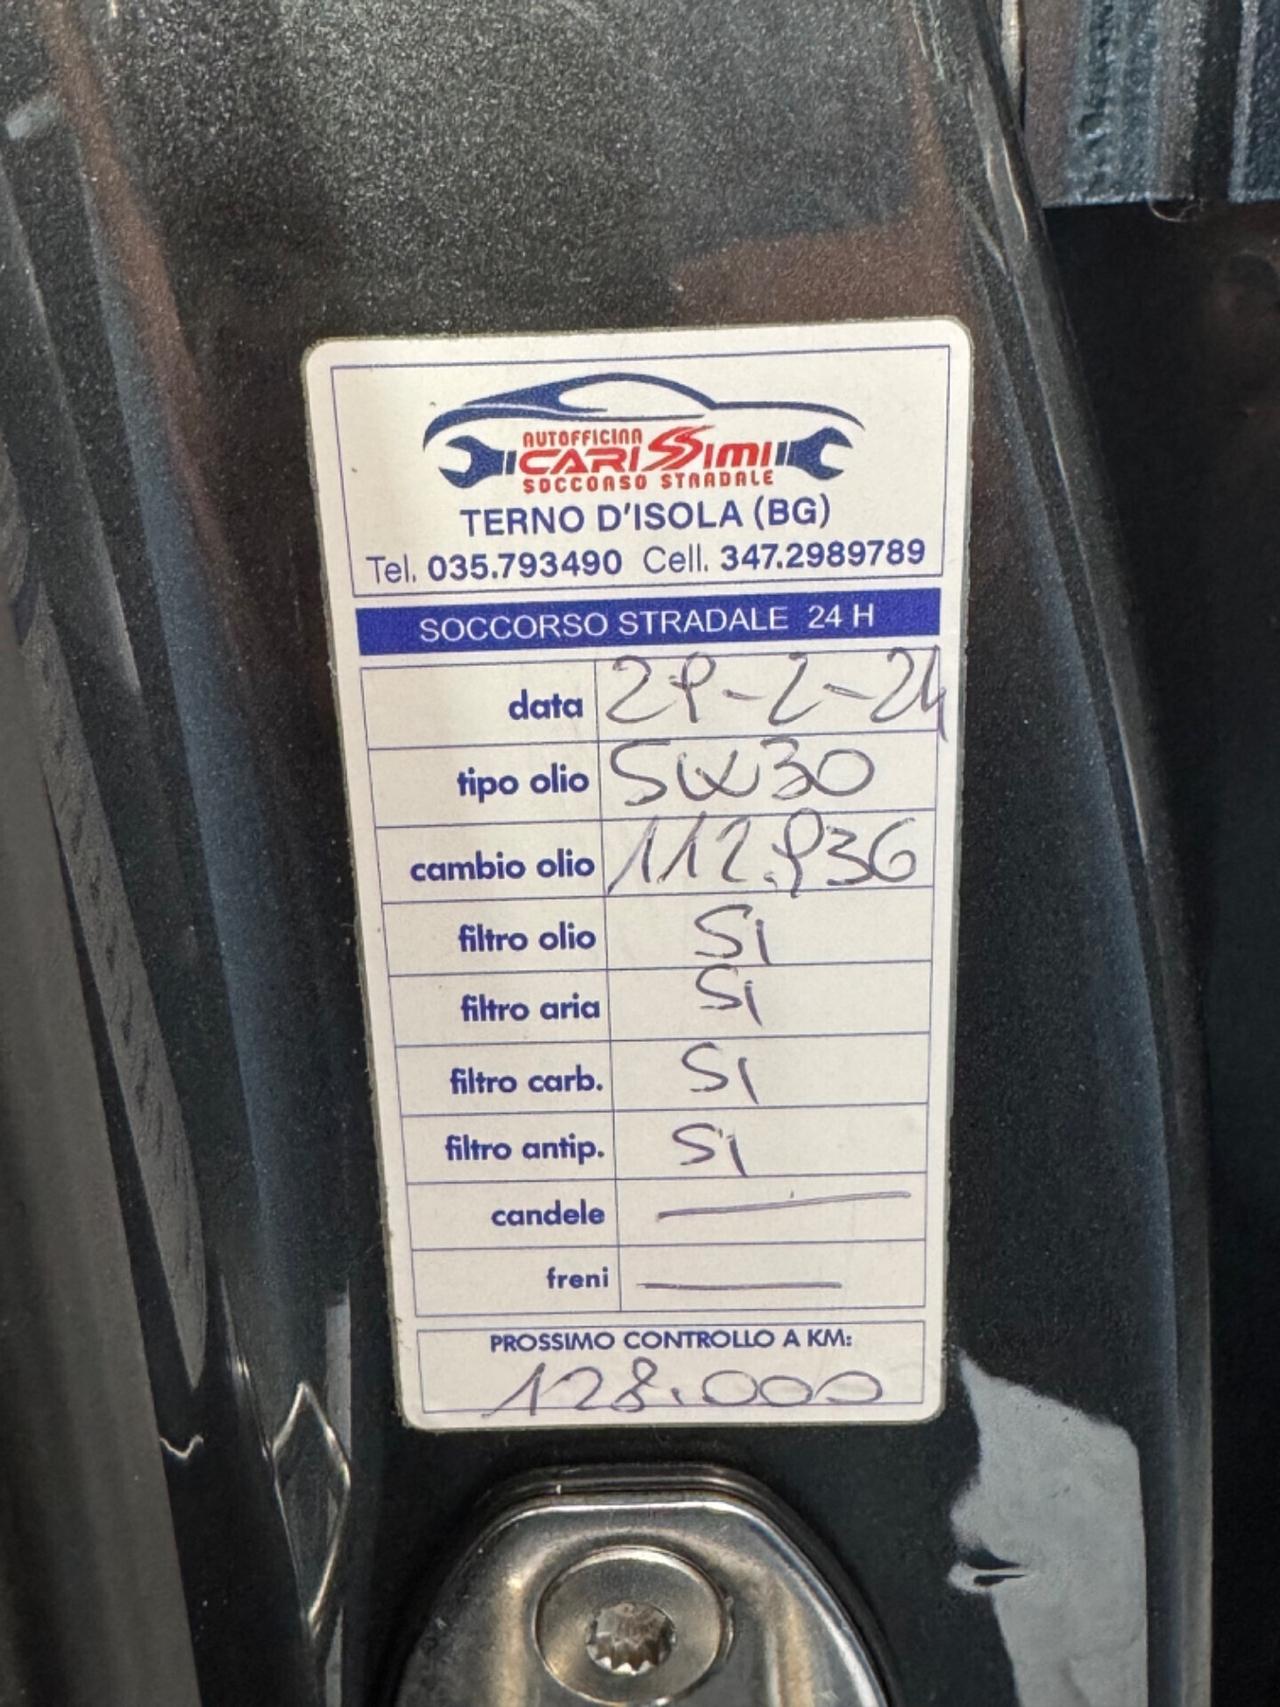 AUTOFFICINA
CARISSIMI
SOCCORSO STRADALE
TERNO D'ISOLA (BG)
Tel. 035.793490 Cell. 347.2989789
SOCCORSO STRADALE 24 H
data 29-2-24
tipo olio 5W30
cambio olio 112.936
filtro olio SI
filtro aria SI
filtro carb. SI
filtro antip. SI
candele —
freni —
PROSSIMO CONTROLLO A KM:
128.000